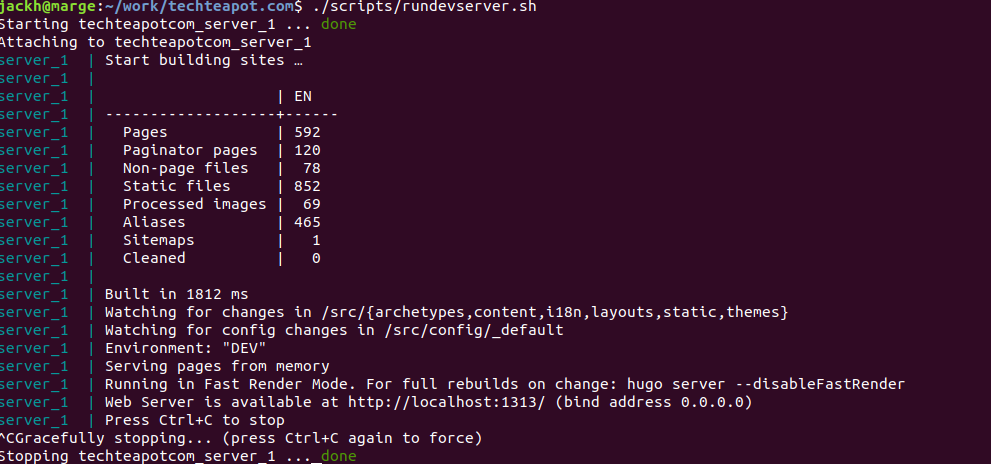 jackh@marge:~/work/techteapot.com$ ./scripts/rundevserver.sh
Starting techteapotcom_server_1 ... done
Attaching to techteapotcom_server_1
server_1  | Start building sites …
server_1  |
server_1  |                    | EN
server_1  | -------------------+------
server_1  |   Pages            | 592
server_1  |   Paginator pages  | 120
server_1  |   Non-page files   |  78
server_1  |   Static files     | 852
server_1  |   Processed images |  69
server_1  |   Aliases          | 465
server_1  |   Sitemaps         |   1
server_1  |   Cleaned          |   0
server_1  |
server_1  | Built in 1812 ms
server_1  | Watching for changes in /src/{archetypes,content,i18n,layouts,static,themes}
server_1  | Watching for config changes in /src/config/_default
server_1  | Environment: "DEV"
server_1  | Serving pages from memory
server_1  | Running in Fast Render Mode. For full rebuilds on change: hugo server --disableFastRender
server_1  | Web Server is available at http://localhost:1313/ (bind address 0.0.0.0)
server_1  | Press Ctrl+C to stop
^CGracefully stopping... (press Ctrl+C again to force)
Stopping techteapotcom_server_1 ... done